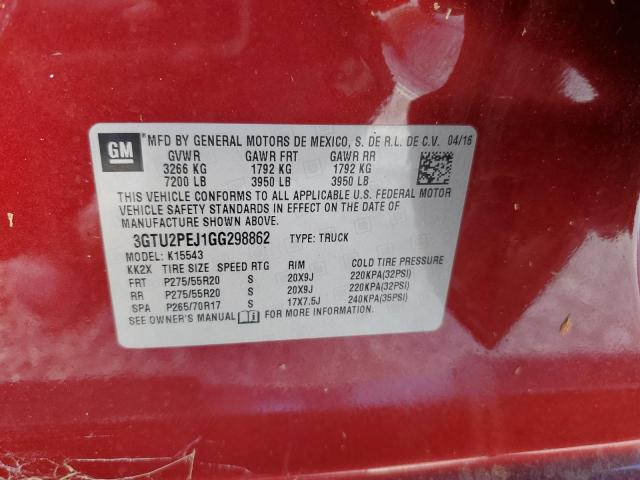 GM MFD BY GENERAL MOTORS DE MEXICO, S. DE R.L. DE C.V. 04/16
GVWR GAWR FRT GAWR RR
3266 KG 1792 KG 1792 KG
7200 LB 3950 LB 3950 LB
THIS VEHICLE CONFORMS TO ALL APPLICABLE U.S. FEDERAL MOTOR
VEHICLE SAFETY STANDARDS IN EFFECT ON THE DATE OF
MANUFACTURE SHOWN ABOVE.
3GTU2PEJ1GG298862 TYPE: TRUCK
MODEL: K15543
KK2X TIRE SIZE SPEED RTG RIM COLD TIRE PRESSURE
FRT P275/55R20 S 20X9J 220KPA(32PSI)
RR P275/55R20 S 20X9J 220KPA(32PSI)
SPA P265/70R17 S 17X7.5J 240KPA(35PSI)
SEE OWNER'S MANUAL FOR MORE INFORMATION.